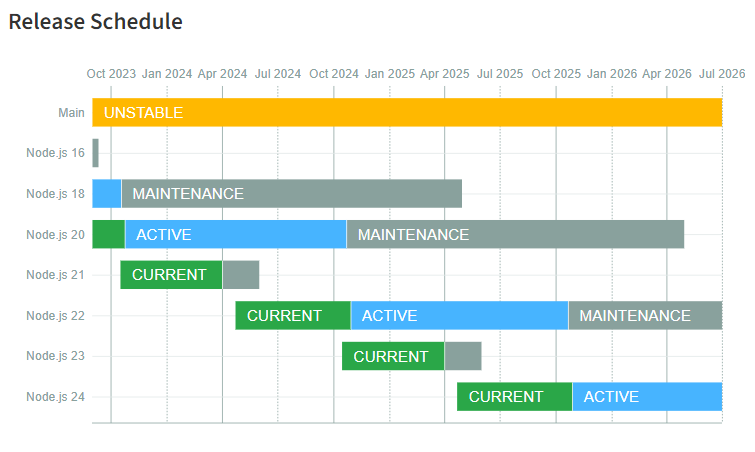 Release Schedule
Oct 2023 Jan 2024 Apr 2024 Jul 2024 Oct 2024 Jan 2025 Apr 2025 Jul 2025 Oct 2025 Jan 2026 Apr 2026 Jul 2026
Main UNSTABLE
Node.js 16
Node.js 18 MAINTENANCE
Node.js 20 ACTIVE MAINTENANCE
Node.js 21 CURRENT
Node.js 22 CURRENT ACTIVE MAINTENANCE
Node.js 23 CURRENT
Node.js 24 CURRENT ACTIVE